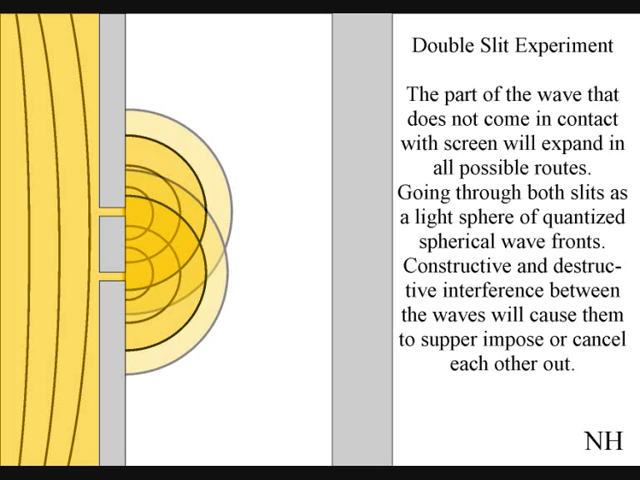 Double Slit Experiment
The part of the wave that
does not come in contact
with screen will expand in
all possible routes.
Going through both slits as
a light sphere of quantized
spherical wave fronts.
Constructive and destruc-
tive interference between
the waves will cause them
to supper impose or cancel
each other out.
NH